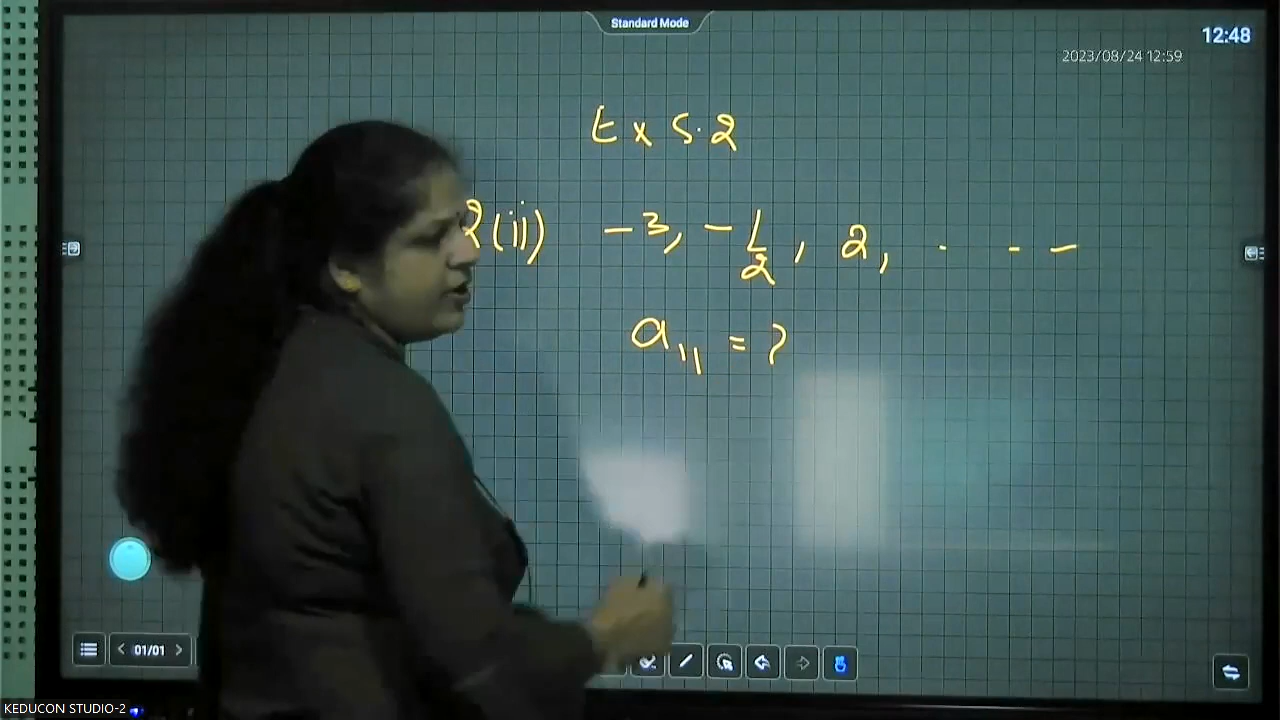 Standard Mode
12:48
2023/08/24 12:59
Ex 5.2
2(ii) -3, -1/2, 2, . - -
a₁₁ = ?
01/01
KEDUCON STUDIO-2